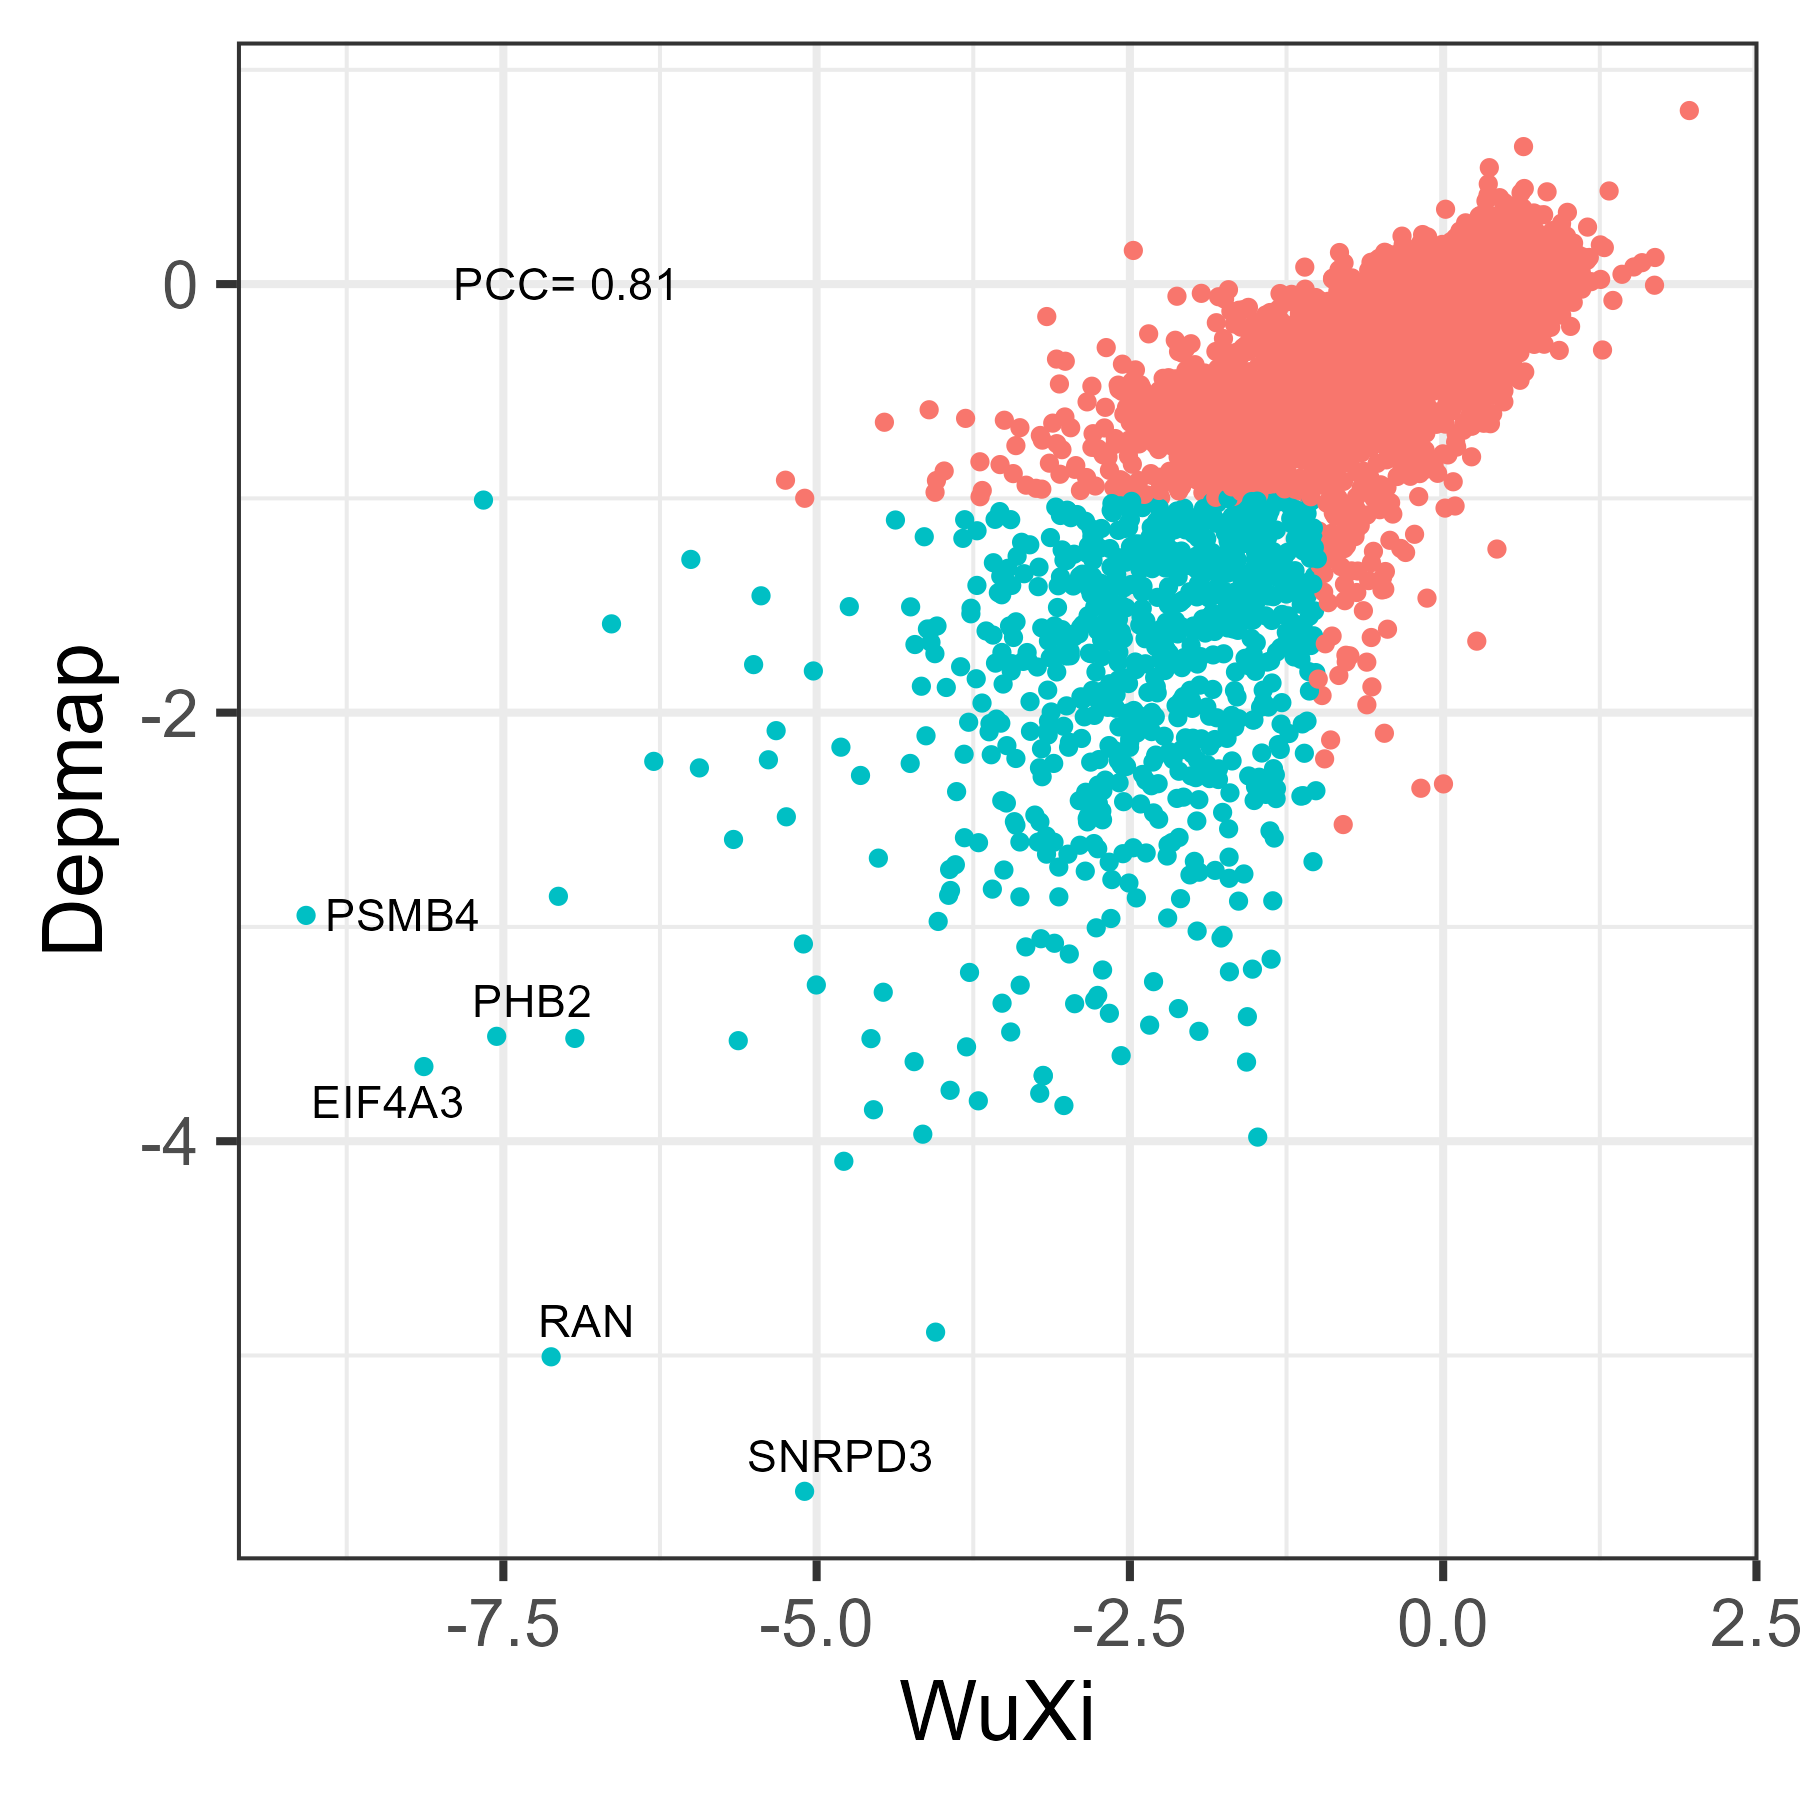 PCC= 0.81
0
-2
-4
Depmap
PSMB4
PHB2
EIF4A3
RAN
SNRPD3
-7.5 -5.0 -2.5 0.0 2.5
WuXi